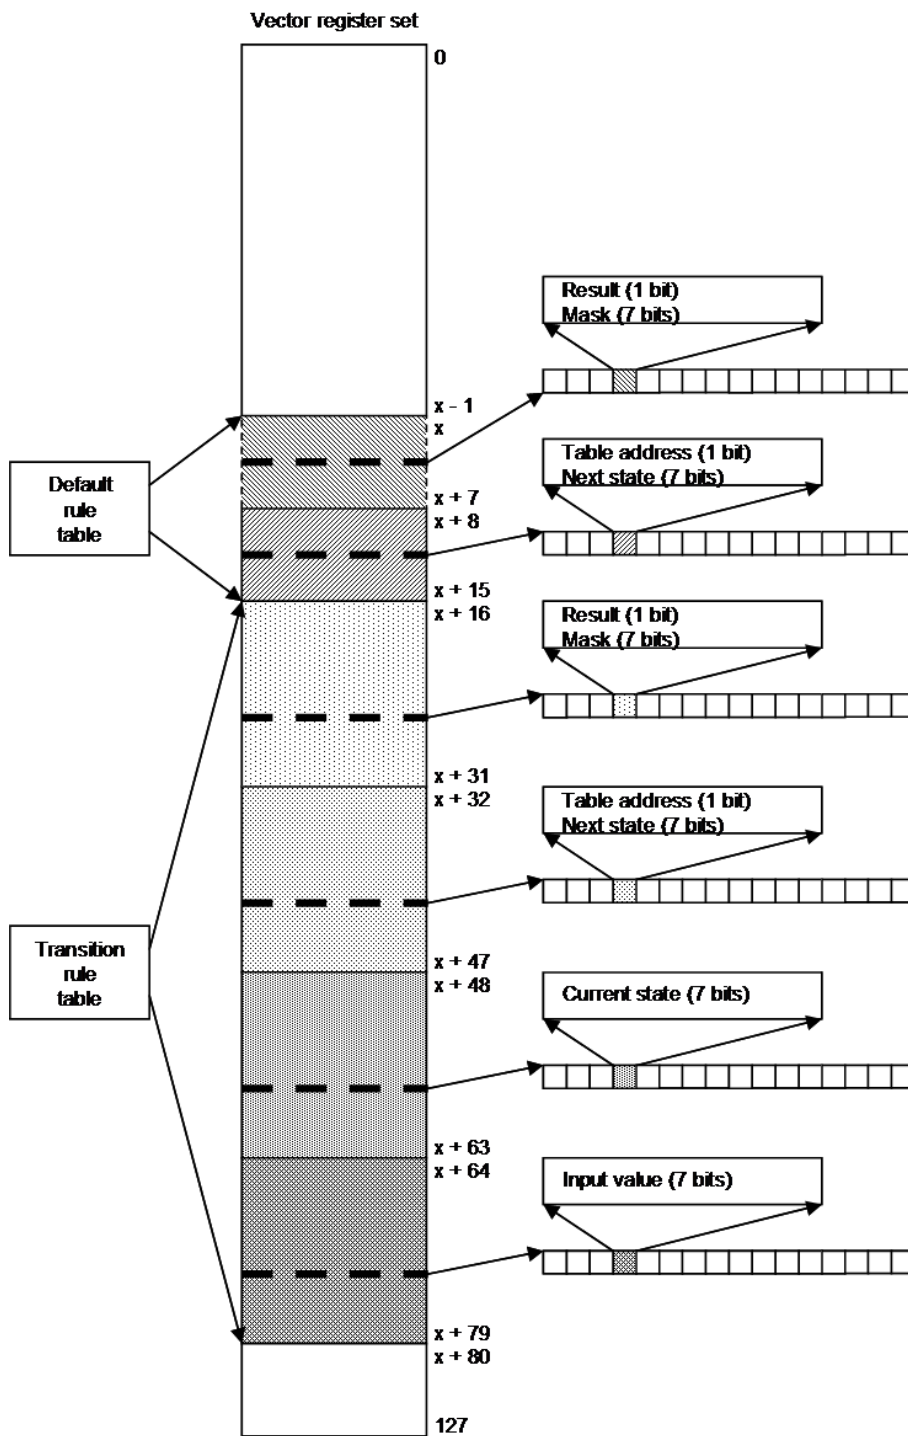 Vector register set
0
Result (1 bit)
Mask (7 bits)
x - 1
x
Table address (1 bit)
Next state (7 bits)
Default
rule
table
x + 7
x + 8
x + 15
x + 16
Result (1 bit)
Mask (7 bits)
x + 31
x + 32
Table address (1 bit)
Next state (7 bits)
Transition
rule
table
x + 47
x + 48
Current state (7 bits)
x + 63
x + 64
Input value (7 bits)
x + 79
x + 80
127